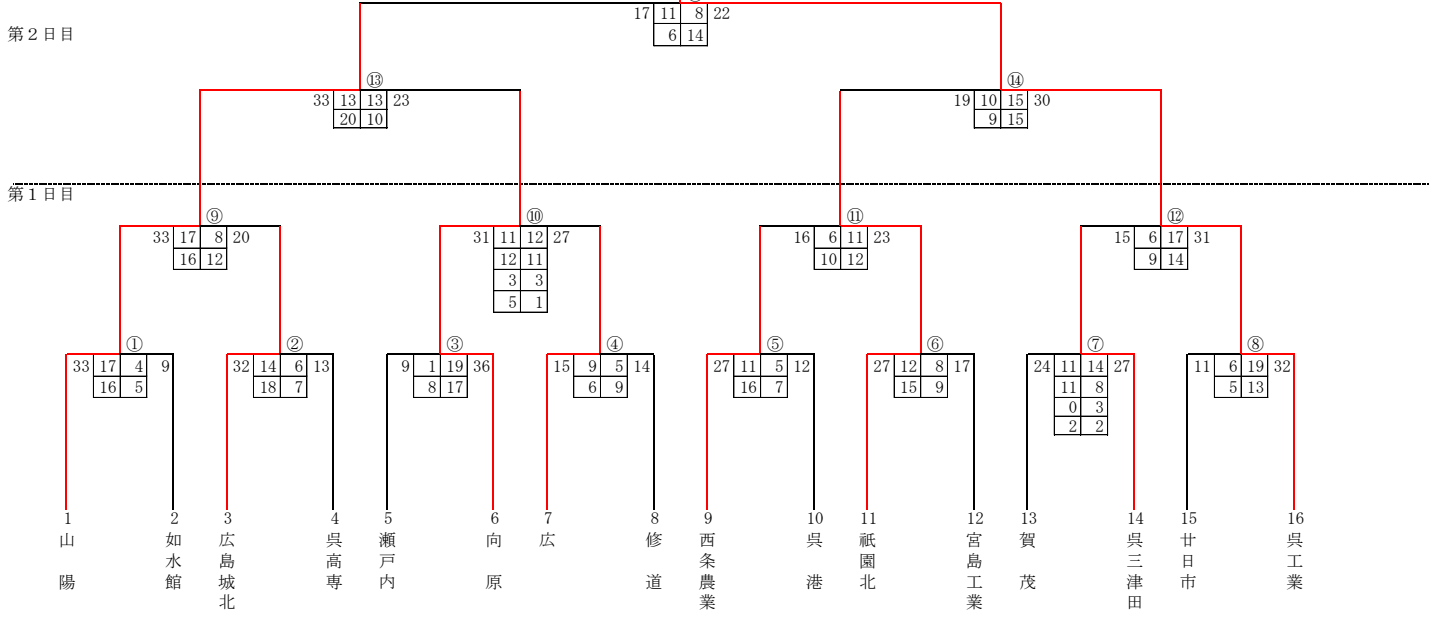 17 11 8 22
6 14
第２日目
⑬ ⑭
33 13 13 23 19 10 15 30
20 10 9 15
第１日目
⑨ ⑩ ⑪ ⑫
33 17 8 20 31 11 12 27 16 6 11 23 15 6 17 31
16 12 12 11 10 12 9 14
3 3
5 1
① ② ③ ④ ⑤ ⑥ ⑦ ⑧
33 17 4 9 32 14 6 13 9 1 19 36 15 9 5 14 27 11 5 12 27 12 8 17 24 11 14 27 11 6 19 32
16 5 18 7 8 17 6 9 16 7 15 9 11 8 5 13
0 3
2 2
1 2 3 4 5 6 7 8 9 10 11 12 13 14 15 16
山陽
如水館
広島城北
呉高専
瀬戸内
向原
広
修道
西条農業
呉港
祇園北
宮島工業
賀茂
呉三津田
廿日市
呉工業